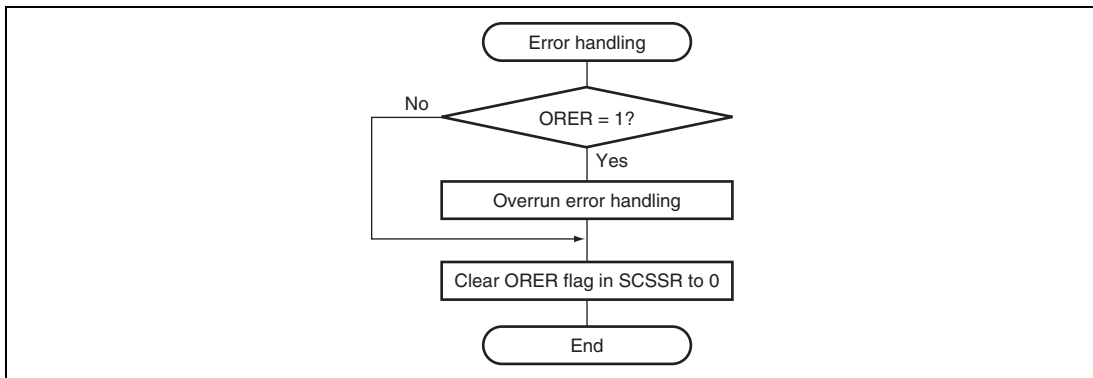 Error handling
No
ORER = 1?
Yes
Overrun error handling
Clear ORER flag in SCSSR to 0
End